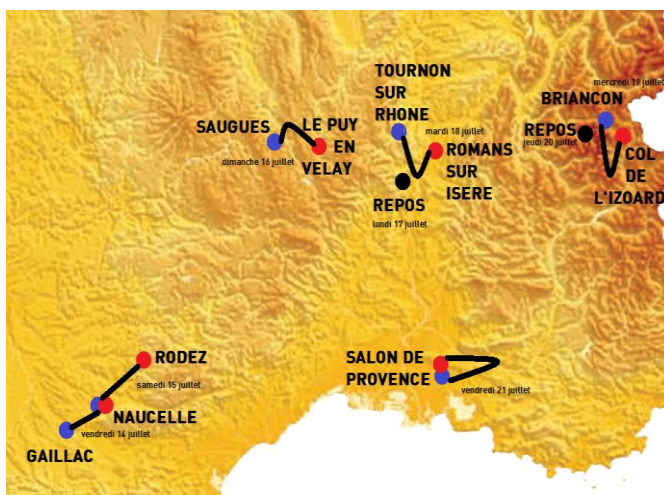 TOURNON
SUR
RHONE
mercredi 19 juillet
BRIANCON
SAUGUES
LE PUY
EN
VELAY
dimanche 16 juillet
mardi 18 juillet
ROMANS
SUR
ISERE
REPOS
jeudi 20 juillet
COL
DE
L'IZOARD
REPOS
lundi 17 juillet
RODEZ
samedi 15 juillet
SALON DE
PROVENCE
vendredi 21 juillet
NAUCELLE
vendredi 14 juillet
GAILLAC